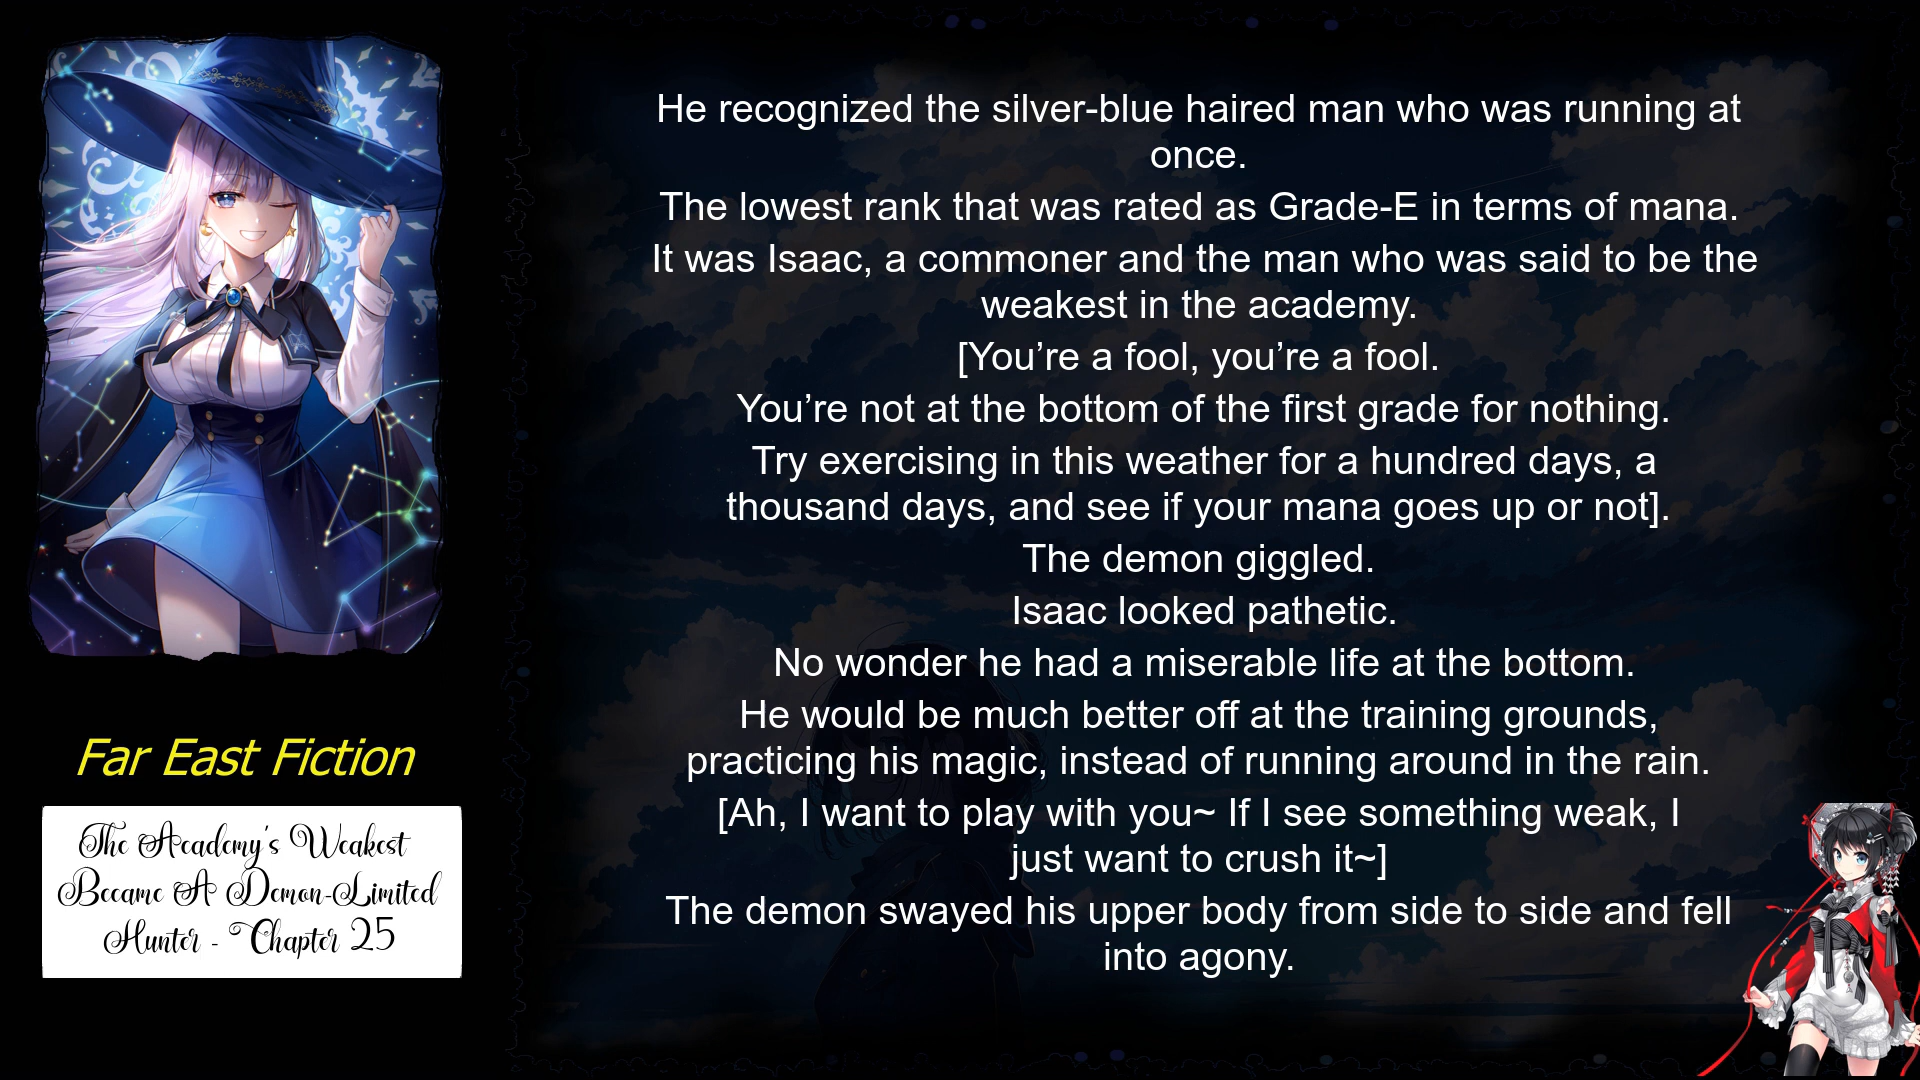 He recognized the silver-blue haired man who was running at
once.
The lowest rank that was rated as Grade-E in terms of mana.
It was Isaac, a commoner and the man who was said to be the
weakest in the academy.
[You’re a fool, you’re a fool.
You’re not at the bottom of the first grade for nothing.
Try exercising in this weather for a hundred days, a
thousand days, and see if your mana goes up or not].
The demon giggled.
Isaac looked pathetic.
No wonder he had a miserable life at the bottom.
He would be much better off at the training grounds,
practicing his magic, instead of running around in the rain.
[Ah, I want to play with you~ If I see something weak, I
just want to crush it~]
The demon swayed his upper body from side to side and fell
into agony.
Far East Fiction
The Academy's Weakest
Became A Demon-Limited
Hunter - Chapter 25